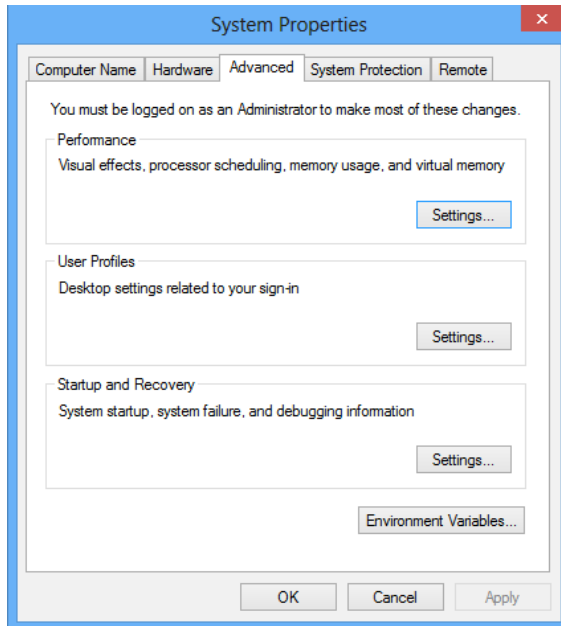 System Properties
Computer Name Hardware Advanced System Protection Remote
You must be logged on as an Administrator to make most of these changes.
Performance
Visual effects, processor scheduling, memory usage, and virtual memory
Settings...
User Profiles
Desktop settings related to your sign-in
Settings...
Startup and Recovery
System startup, system failure, and debugging information
Settings...
Environment Variables...
OK Cancel Apply